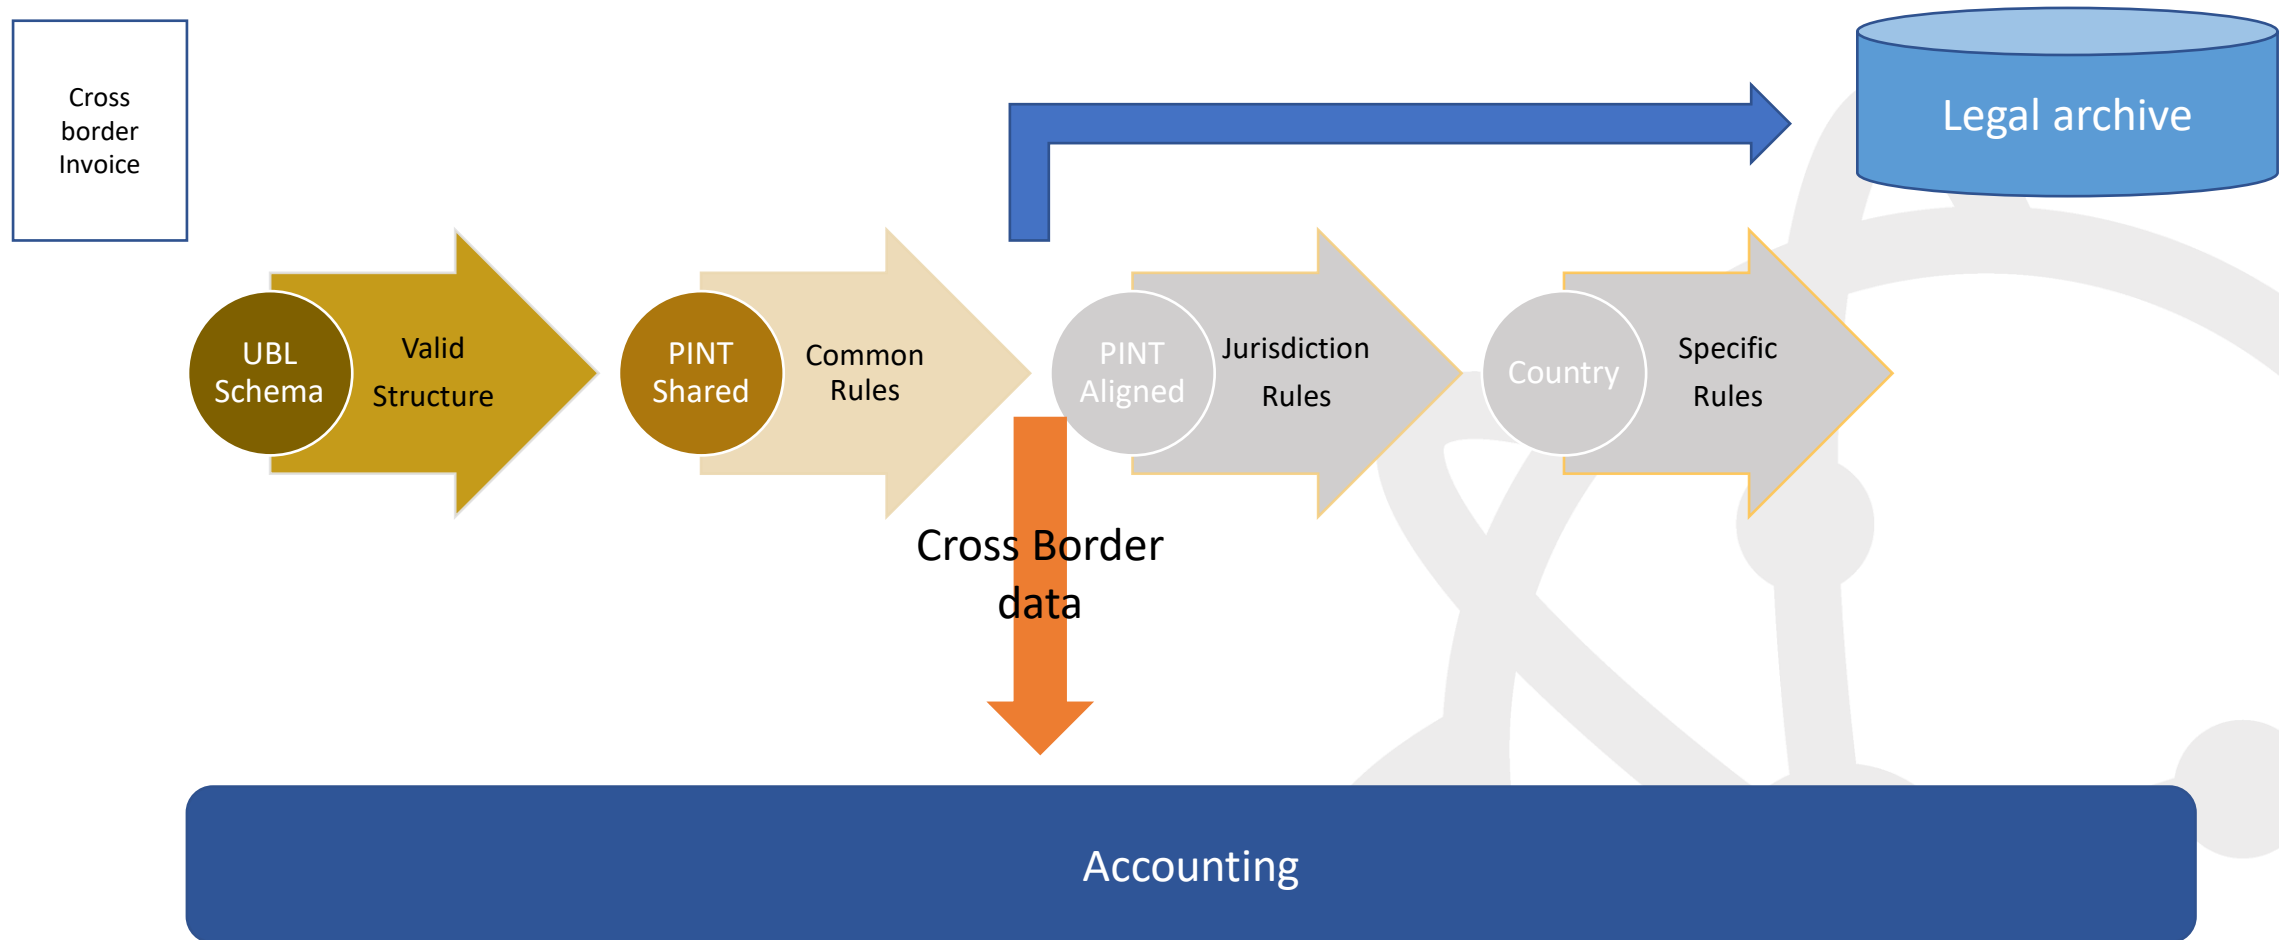 Cross
border
Invoice
Legal archive
UBL
Schema
Valid
Structure
PINT
Shared
Common
Rules
PINT
Aligned
Jurisdiction
Rules
Country
Specific
Rules
Cross Border
data
Accounting